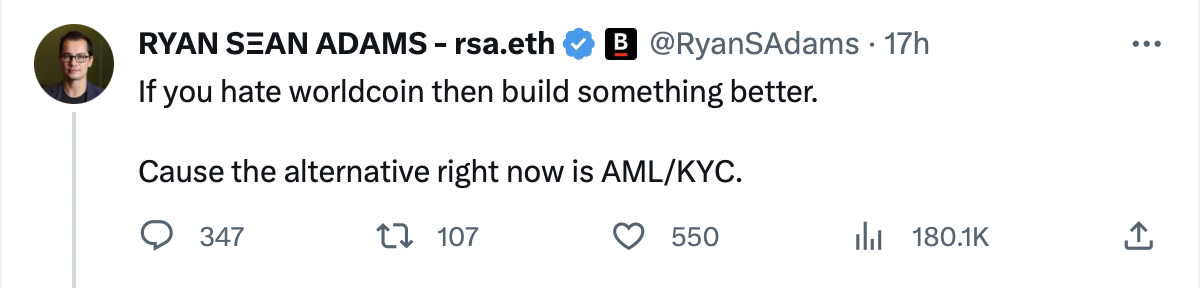 RYAN SΞAN ADAMS - rsa.eth B @RyanSAdams · 17h
If you hate worldcoin then build something better.
Cause the alternative right now is AML/KYC.
347 107 550 180.1K